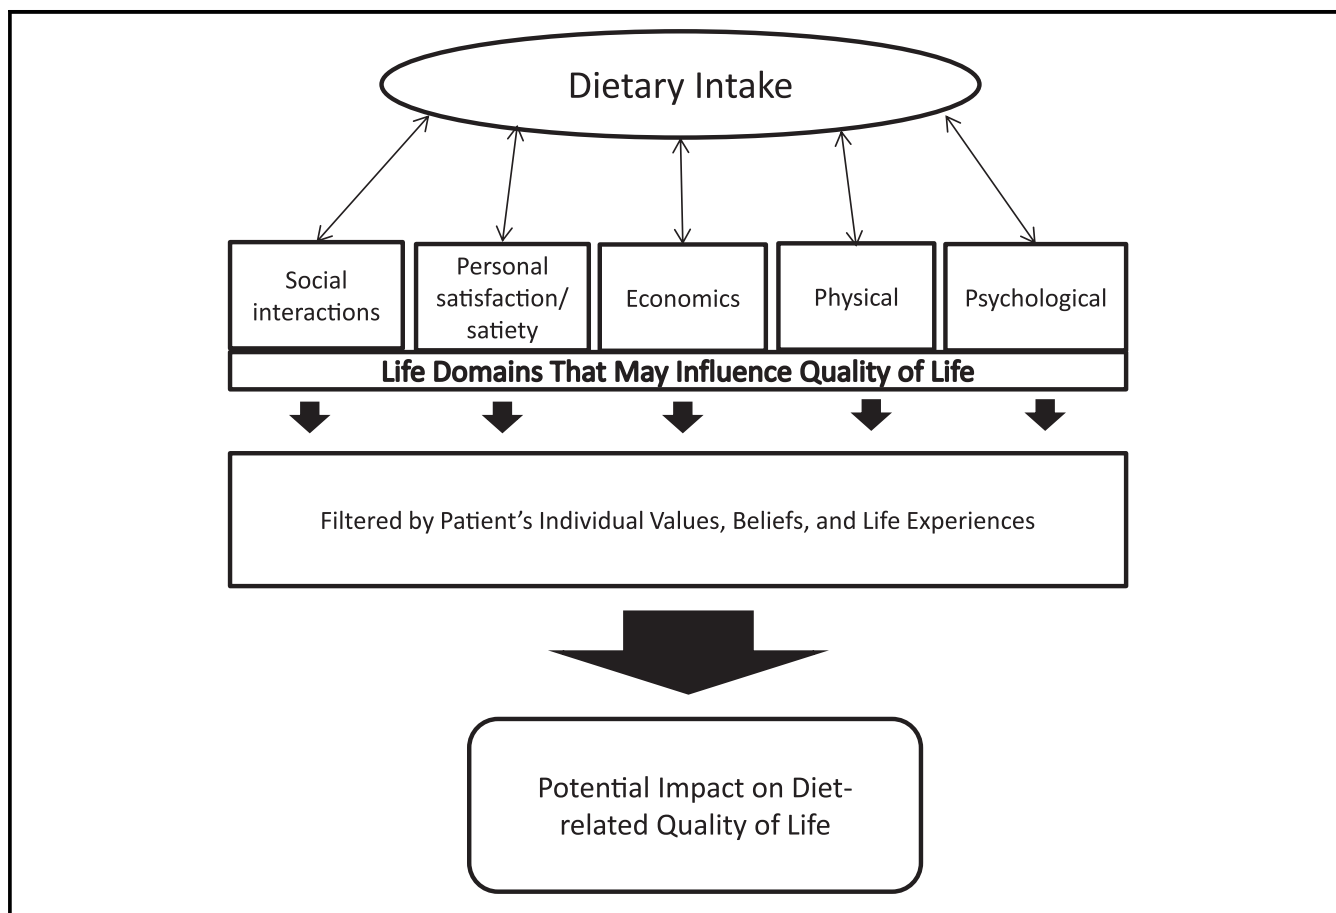 Dietary Intake
Social
interactions
Personal
satisfaction/
satiety
Economics
Physical
Psychological
Life Domains That May Influence Quality of Life
Filtered by Patient’s Individual Values, Beliefs, and Life Experiences
Potential Impact on Diet-
related Quality of Life